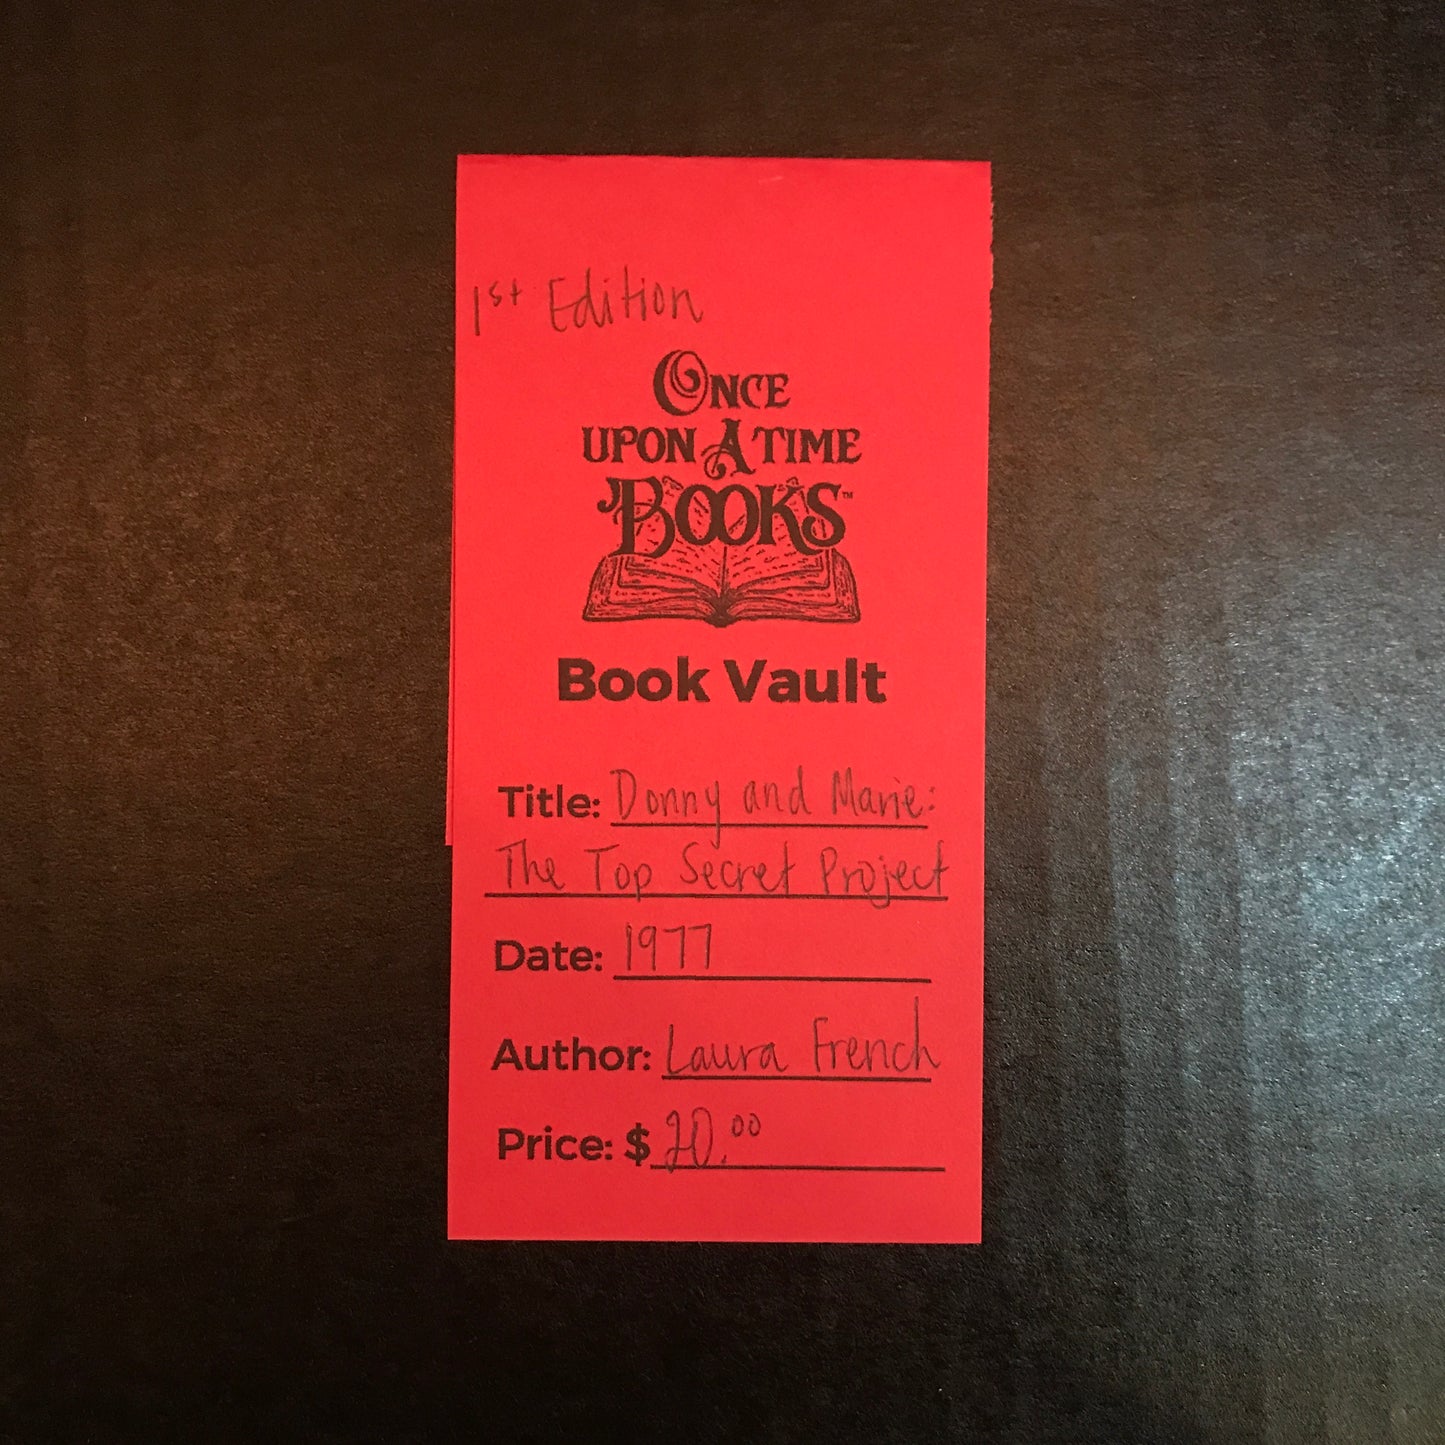 1st Edition
ONCE
UPON A TIME
BOOKS™
Book Vault
Title: Donny and Marie:
The Top Secret Project
Date: 1977
Author: Laura French
Price: $ 20.00